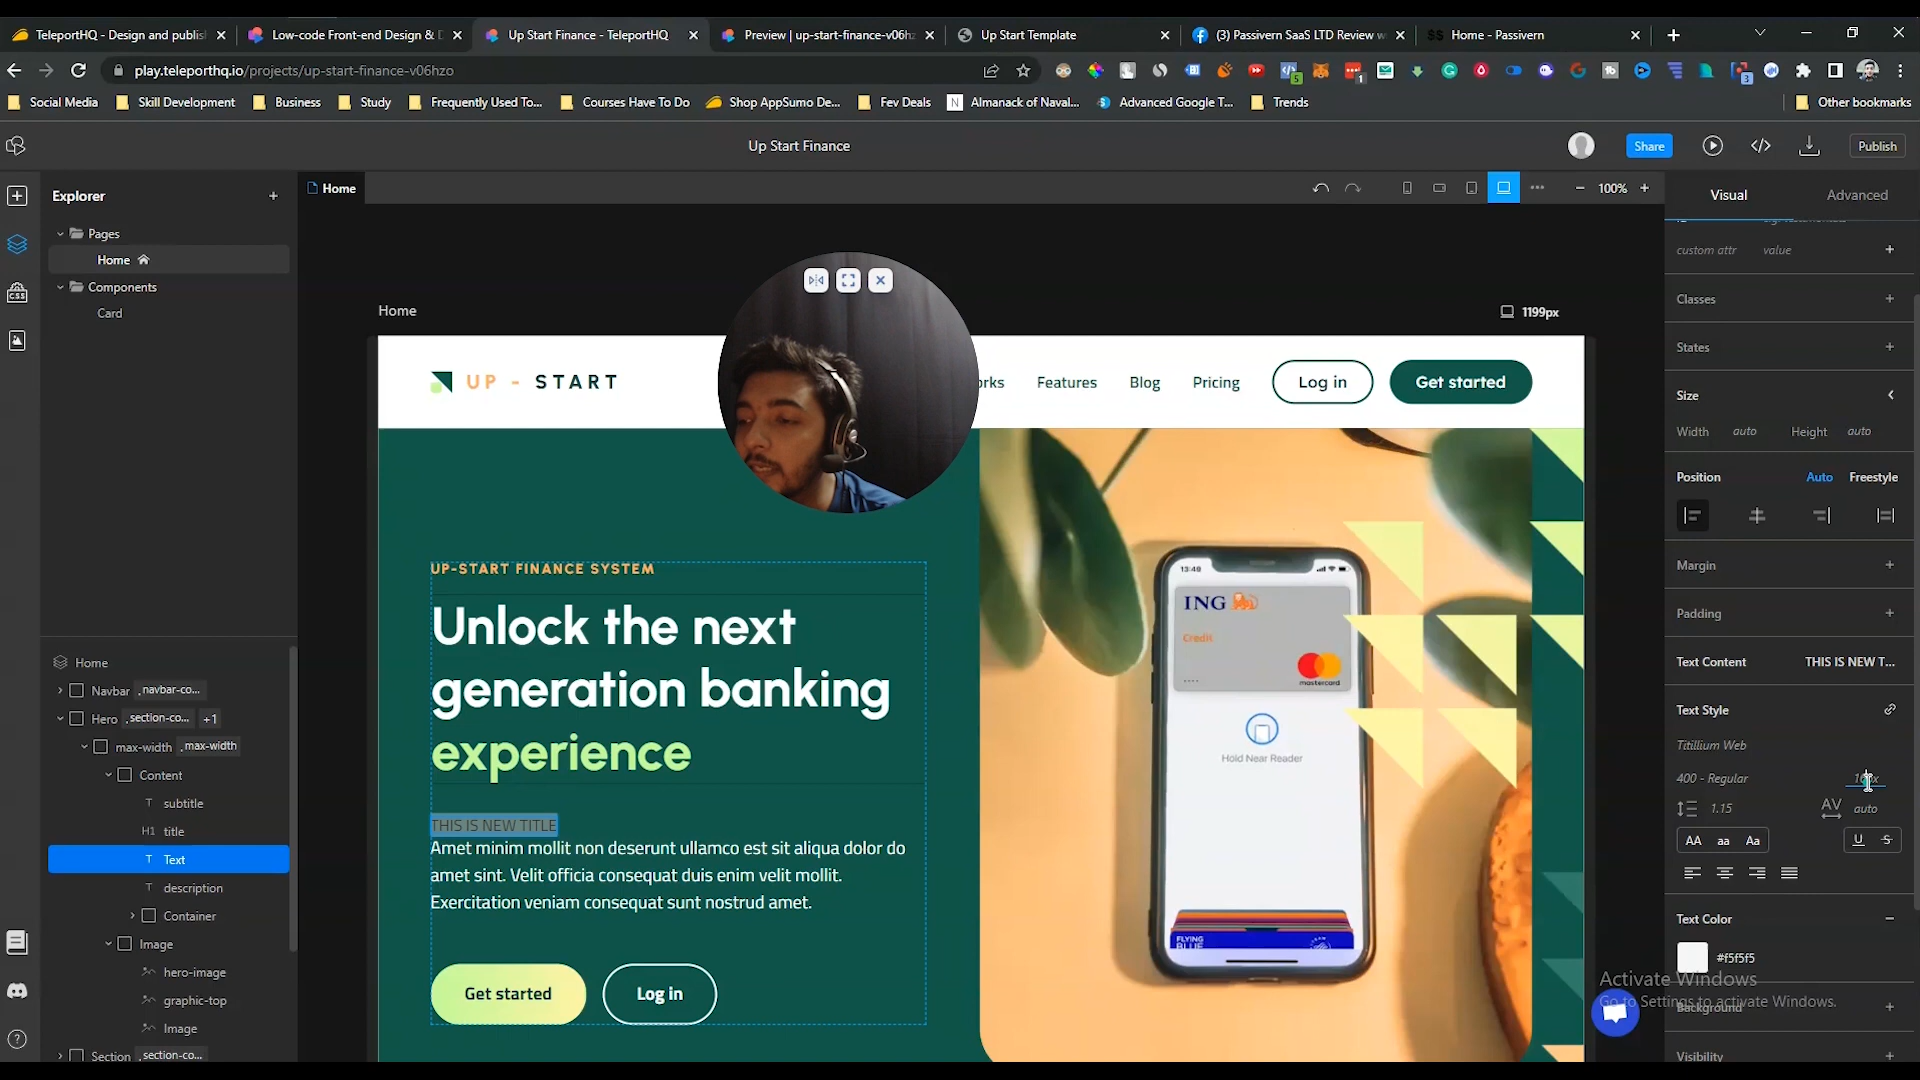 TeleportHQ - Design and publis
Low-code Front-end Design & D
Up Start Finance - TeleportHQ
Preview | up-start-finance-v06hz
Up Start Template
(3) Passivern SaaS LTD Review w
Home - Passivern
play.teleporthq.io/projects/up-start-finance-v06hzo
Social Media
Skill Development
Business
Study
Frequently Used To...
Courses Have To Do
Shop AppSumo De...
Fev Deals
Almanack of Naval...
Advanced Google T...
Trends
Other bookmarks
Up Start Finance
Share
Publish
Explorer
Home
100%
Visual
Advanced
Pages
Home
Components
Card
Home
1199px
UP - START
orks
Features
Blog
Pricing
Log in
Get started
UP-START FINANCE SYSTEM
Unlock the next
generation banking
experience
THIS IS NEW TITLE
Amet minim mollit non deserunt ullamco est sit aliqua dolor do
amet sint. Velit officia consequat duis enim velit mollit.
Exercitation veniam consequat sunt nostrud amet.
Get started
Log in
13:48
ING
Credit
mastercard
Hold Near Reader
FLYING
BLUE
Home
Navbar .navbar-co...
Hero .section-co... +1
max-width .max-width
Content
T subtitle
H1 title
T Text
T description
Container
Image
hero-image
graphic-top
Image
Section .section-co...
custom attr value
Classes
States
Size
Width auto Height auto
Position Auto Freestyle
Margin
Padding
Text Content THIS IS NEW T...
Text Style
Titillium Web
400 - Regular
1.15 AV auto
AA aa Aa U S
Text Color
#f5f5f5
Activate Windows
Go to Settings to activate Windows.
Background
Visibility